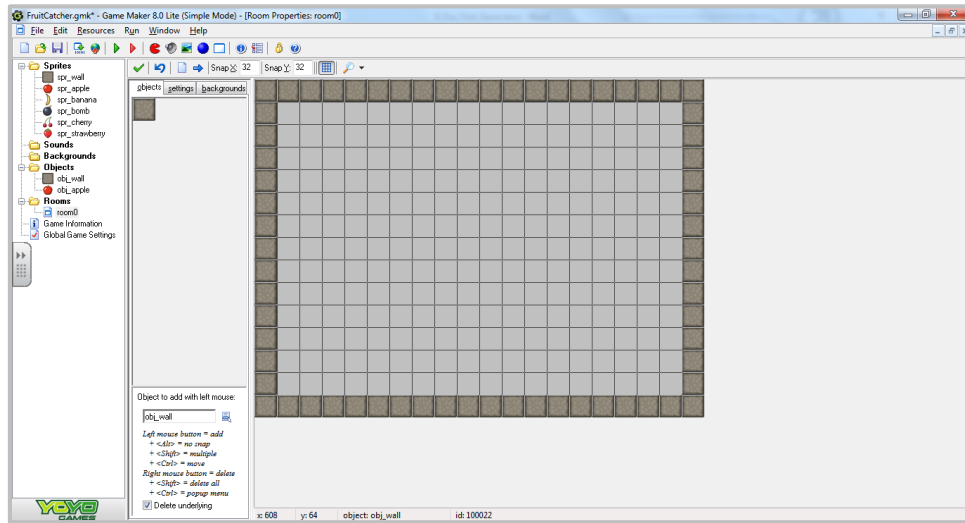 FruitCatcher.gmk* - Game Maker 8.0 Lite (Simple Mode) - [Room Properties: room0]
File Edit Resources Run Window Help
Snap X: 32 Snap Y: 32
Sprites
spr_wall
spr_apple
spr_banana
spr_bomb
spr_cherry
spr_strawberry
Sounds
Backgrounds
Objects
obj_wall
obj_apple
Rooms
room0
Game Information
Global Game Settings
objects settings backgrounds
Object to add with left mouse:
obj_wall
Left mouse button = add
+ <Alt> = no snap
+ <Shift> = multiple
+ <Ctrl> = move
Right mouse button = delete
+ <Shift> = delete all
+ <Ctrl> = popup menu
Delete underlying
YOYO
GAMES
x: 608 y: 64 object: obj_wall id: 100022